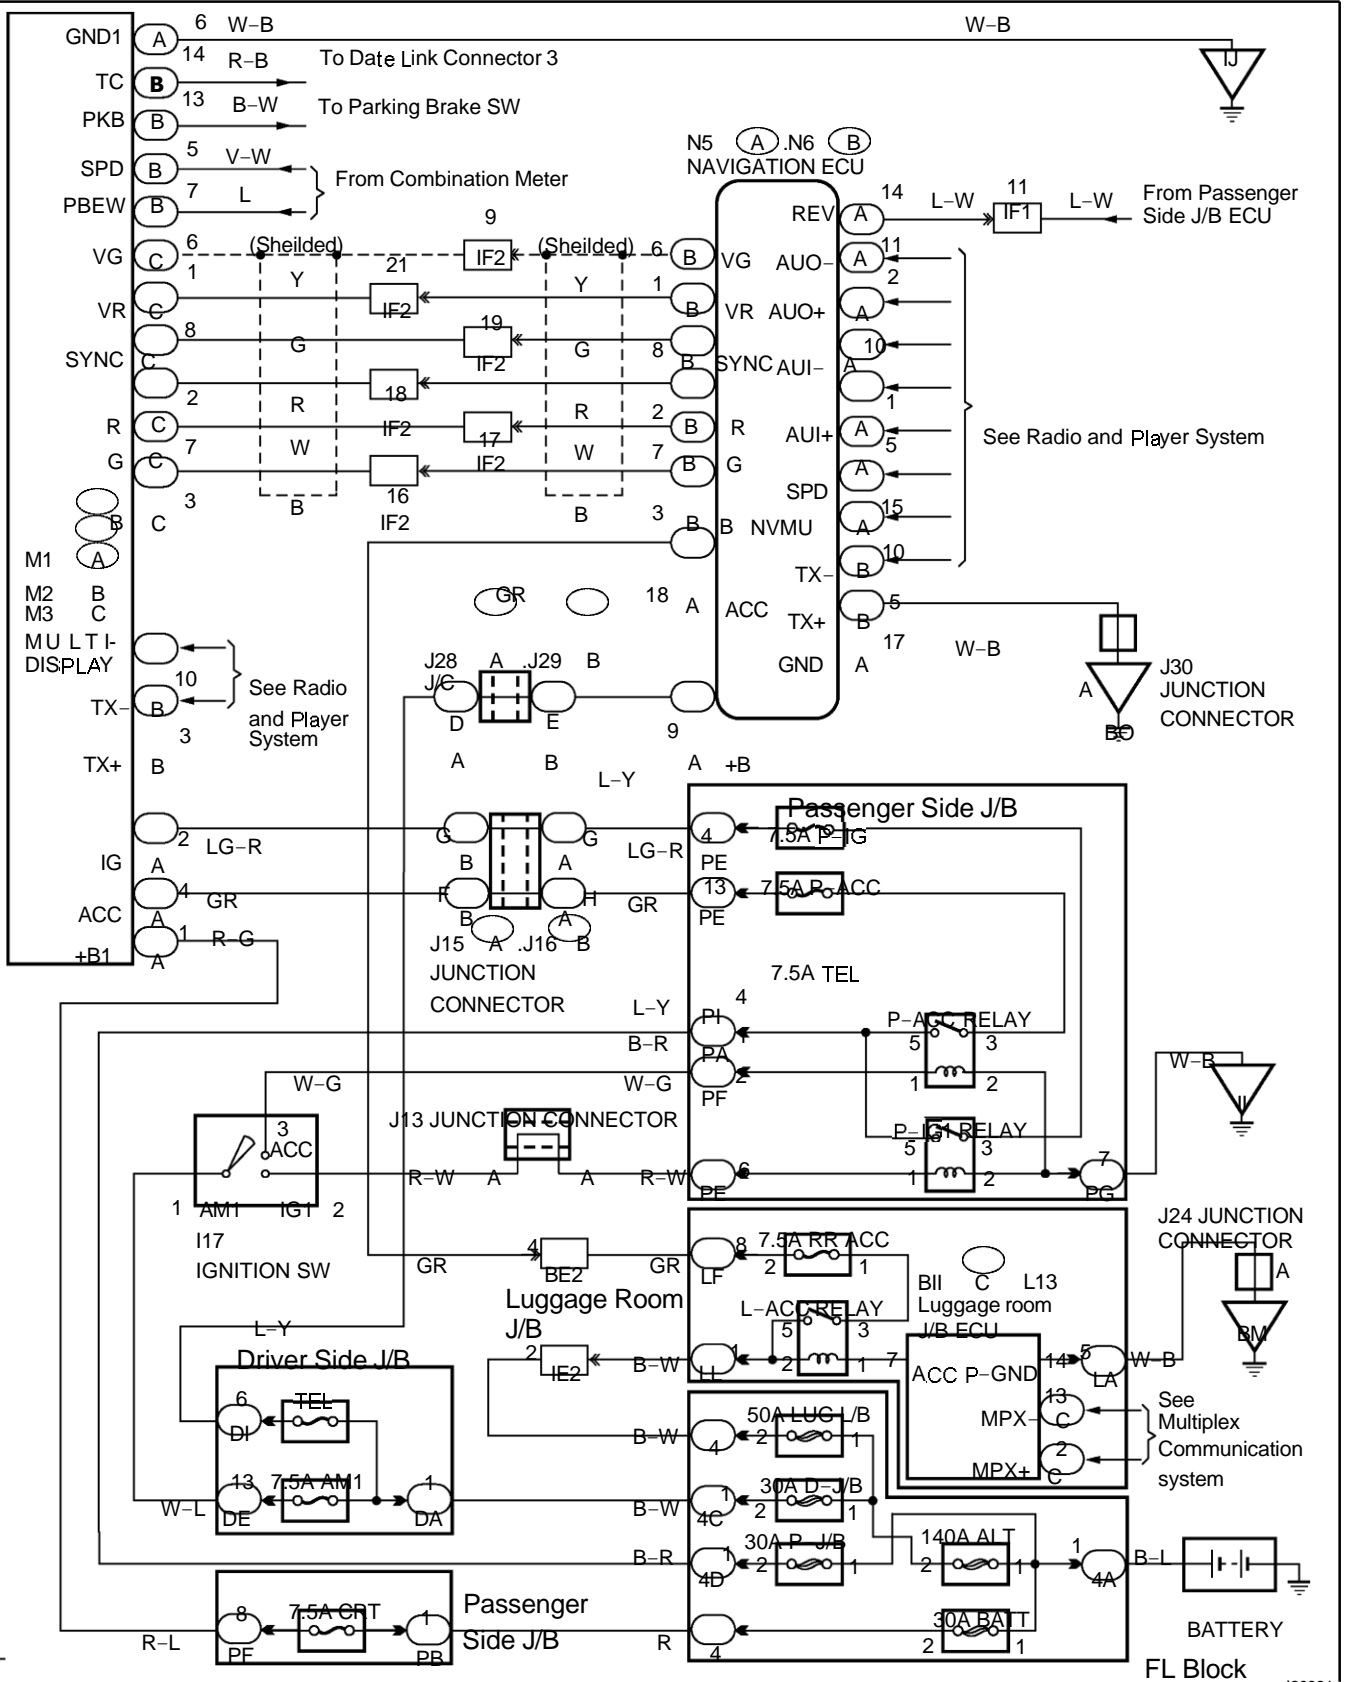 6 W-B W-B
GND1 A IJ
14 R-B To Date Link Connector 3
TC B
13 B-W To Parking Brake SW
PKB B
N5 A .N6 B
NAVIGATION ECU
5 V-W
SPD B From Combination Meter
7 L
PBEW B
REV A 14 L-W 11 IF1 L-W From Passenger
Side J/B ECU
9
6 (Sheilded) (Sheilded) 6
VG C IF2 B VG AUO- A 11
1 Y 21 Y 1 2
VR C IF2 B VR AUO+ A
8 G 19 G 8 10
SYNC C IF2 B SYNC AUI- A
2 R 18 R 2 1
R C IF2 B R AUI+ A
See Radio and Player System
7 W 17 W 7 5
G C IF2 B G A
SPD
3 B 16 B 3 15
B C IF2 B B NVMU A
M1 A
10
TX- B
M2 B
M3 C
GR 18 A ACC 5
TX+ B
MULTI-
DISPLAY
17 W-B
GND A
J28 A .J29 B
J/C
J30
JUNCTION
CONNECTOR
A
BO
10
TX- B
See Radio
and Player
System
D E
3 9
TX+ B A B A +B
L-Y
Passenger Side J/B
2 LG-R G G LG-R 4 7.5A P-IG
IG A B A PE
4 GR F H GR 13 7.5A P-ACC
ACC A B A PE
1 R-G
+B1 A
J15 A .J16 B
JUNCTION
CONNECTOR
7.5A TEL
L-Y 4
PI P-ACC RELAY
B-R 1 5 3
PA
W-G W-G 2 1 2
PF
W-B
II
J13 JUNCTION CONNECTOR
3
ACC
P-IG1 RELAY
5 3
R-W A A R-W 6 1 2 7
PE PG
1 AM1 IG1 2
I17
IGNITION SW
J24 JUNCTION
CONNECTOR
A
BM
GR 4 BE2 GR 8 LF
7.5A RR ACC
2 1
BII C L13
Luggage room
J/B ECU
Luggage Room
J/B
L-ACC RELAY
5 3
L-Y
2 IE2 B-W 1 LL 2 1 7
ACC P-GND 14 5 LA W-B
Driver Side J/B
6 TEL
DI
MPX- 13 C
MPX+ 2 C
See
Multiplex
Communication
system
50A LUG L/B
B-W 4 2 1
13 7.5A AM1 1
W-L DE DA
30A D-J/B
B-W 1 4C 2 1
30A P-J/B
B-R 1 4D 2 1
140A ALT
2 1 1 4A B-L
BATTERY
8 7.5A CRT 1
R-L PF PB
Passenger
Side J/B
R 4
30A BATT
2 1
FL Block